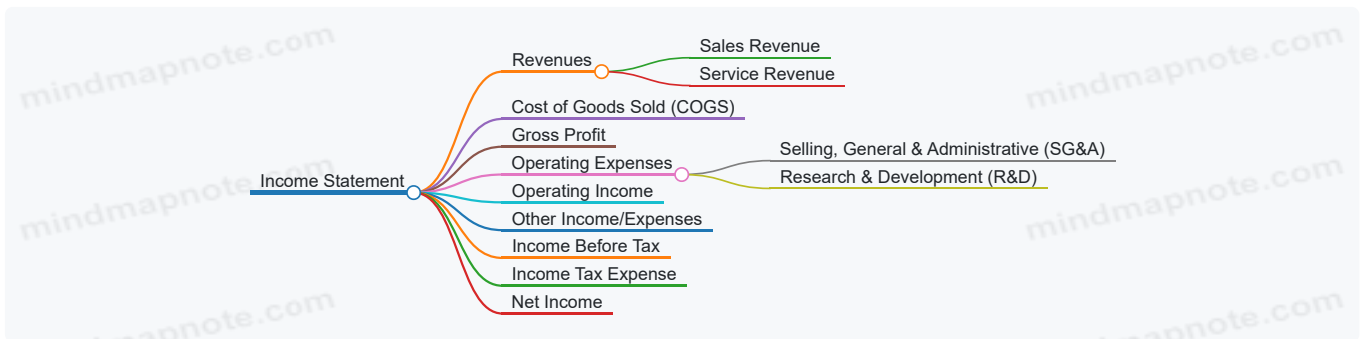 mindmapnote.com
mindmapnote.com
Income Statement
Revenues
Sales Revenue
Service Revenue
Cost of Goods Sold (COGS)
Gross Profit
Operating Expenses
Selling, General & Administrative (SG&A)
Research & Development (R&D)
Operating Income
Other Income/Expenses
Income Before Tax
Income Tax Expense
Net Income
mindmapnote.com
mindmapnote.com
mindmapnote.com
mindmapnote.com